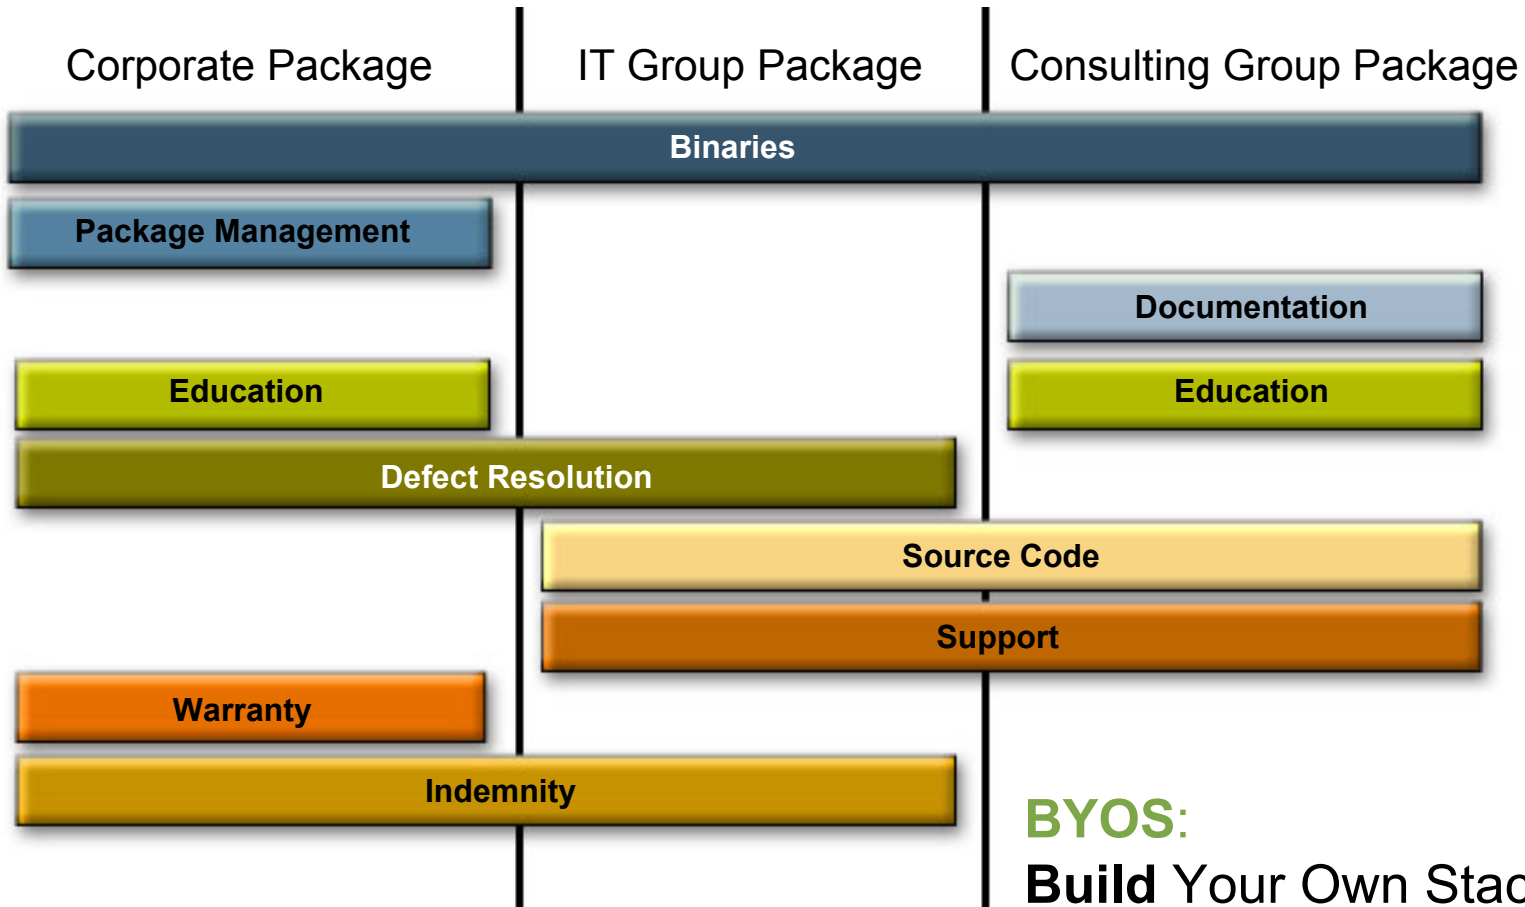 Corporate Package
IT Group Package
Consulting Group Package
Binaries
Package Management
Documentation
Education
Education
Defect Resolution
Source Code
Support
Warranty
Indemnity
BYOS:
Build Your Own Stac